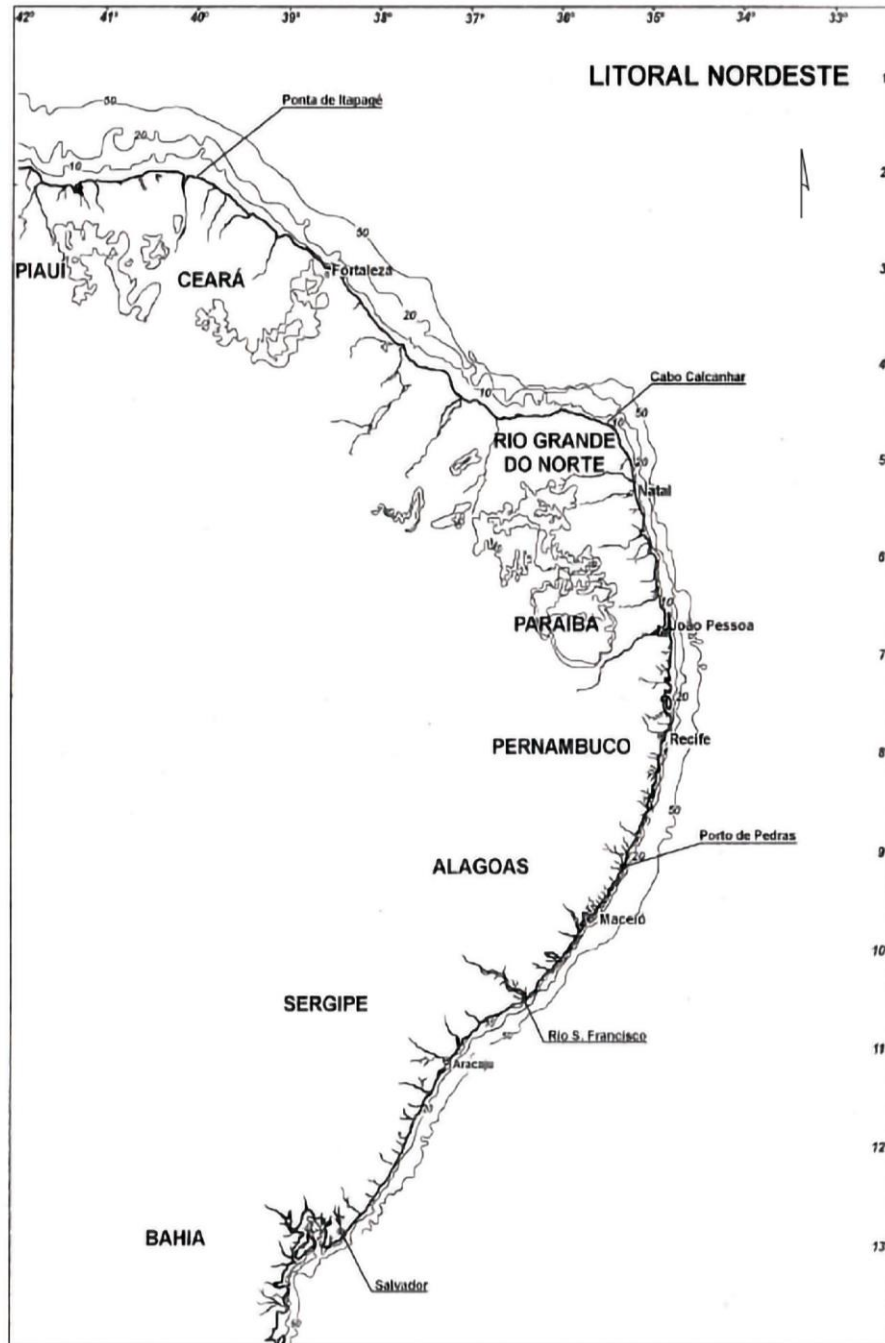 42° 41° 40° 39° 38° 37° 36° 35° 34° 33°
LITORAL NORDESTE
1
50
Ponta de Itapagé
20
10
2
50
PIAUÍ
CEARÁ
Fortaleza
3
20
4
10
Cabo Calcanhar
50
10
RIO GRANDE
DO NORTE
20
5
Natal
6
10
PARAIBA
João Pessoa
7
20
PERNAMBUCO
Recife
8
50
Porto de Pedras
20
9
ALAGOAS
Maceió
10
SERGIPE
Rio S. Francisco
50
11
Aracaju
20
12
BAHIA
13
Salvador